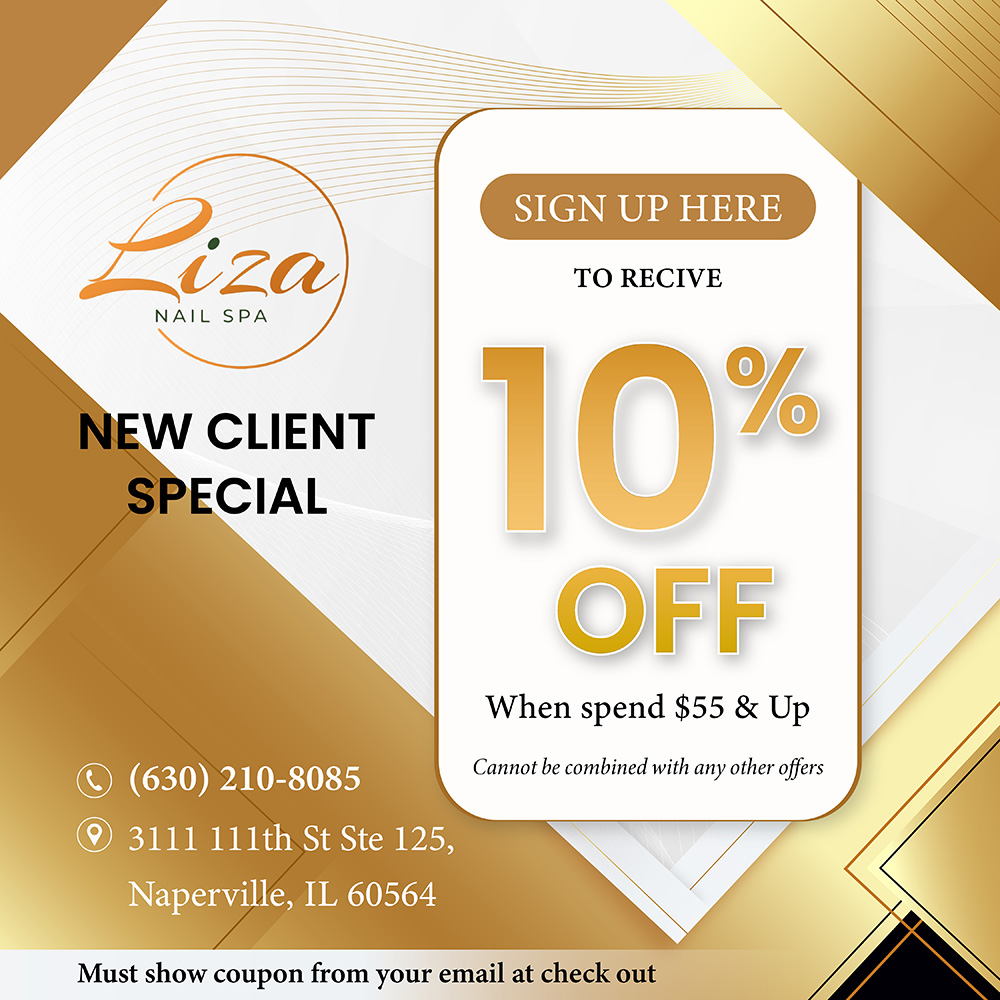 Liza
NAIL SPA
NEW CLIENT
SPECIAL
SIGN UP HERE
TO RECIVE
10%
OFF
When spend $55 & Up
Cannot be combined with any other offers
(630) 210-8085
3111 111th St Ste 125,
Naperville, IL 60564
Must show coupon from your email at check out